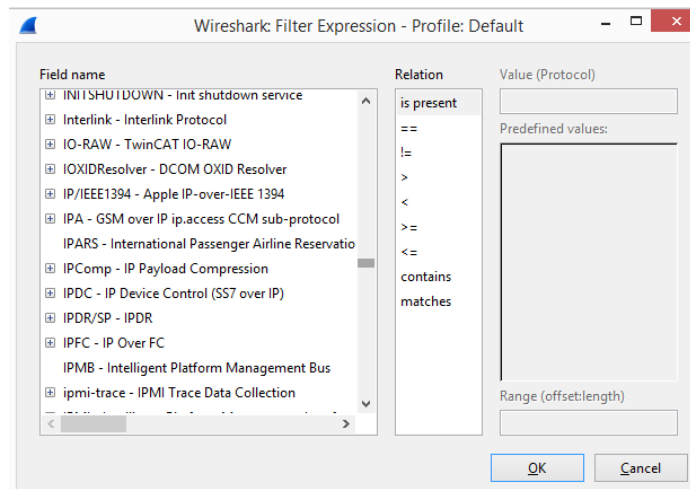 Wireshark: Filter Expression - Profile: Default
Field name
INITSHUTDOWN - Init shutdown service
Interlink - Interlink Protocol
IO-RAW - TwinCAT IO-RAW
IOXIDResolver - DCOM OXID Resolver
IP/IEEE1394 - Apple IP-over-IEEE 1394
IPA - GSM over IP ip.access CCM sub-protocol
IPARS - International Passenger Airline Reservatio
IPComp - IP Payload Compression
IPDC - IP Device Control (SS7 over IP)
IPDR/SP - IPDR
IPFC - IP Over FC
IPMB - Intelligent Platform Management Bus
ipmi-trace - IPMI Trace Data Collection
Relation
is present
==
!=
>
<
>=
<=
contains
matches
Value (Protocol)
Predefined values:
Range (offset:length)
OK
Cancel